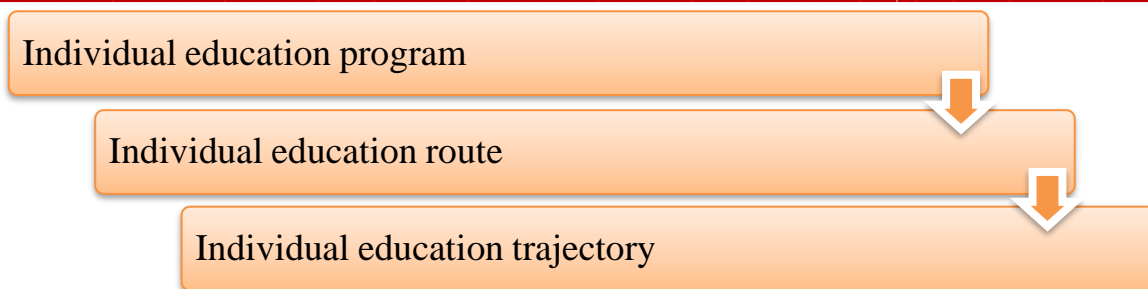 Individual education program
Individual education route
Individual education trajectory